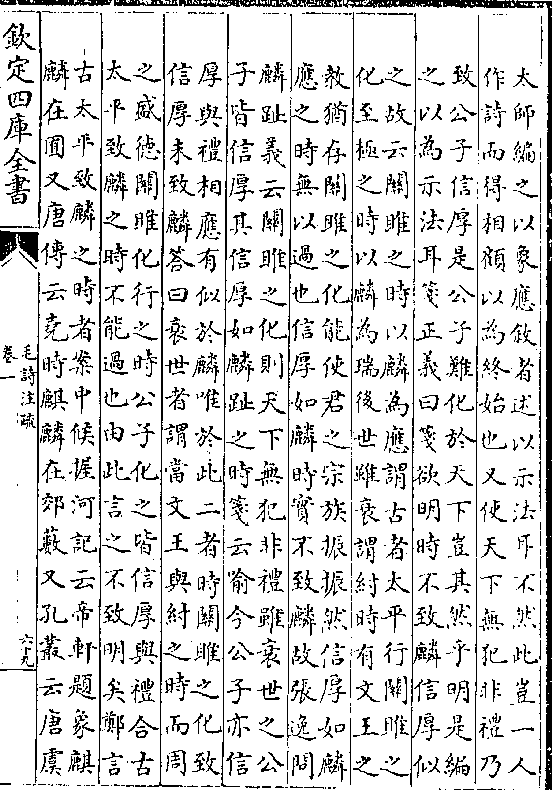 太師編之以象應敘者述以示法耳不然此豈一人
作詩而得相顧以為終始也又使天下無犯非禮乃
致公子信厚是公子難化於天下豈其然乎明是編
之以為示法耳箋正義曰箋欲明時不致麟信厚似
之故云關雎之時以麟為應謂古者太平行關雎之
化至極之時以麟為瑞後世雖衰謂紂時有文王之
教猶存關雎之化能使君之宗族振振然信厚如麟
應之時無以過也信厚如麟時實不致麟故張逸問
麟趾義云關雎之化則天下無犯非禮雖衰世之公
子皆信厚其信厚如麟趾之時箋云喻今公子亦信
厚與禮相應有似於麟唯於此二者時關雎之化致
信厚未致麟答曰衰世者謂當文王與紂之時而周
之盛德關雎化行之時公子化之皆信厚與禮合古
太平致麟之時不能過也由此言之不致明矣鄭言
古太平致麟之時者案中候握河記云帝軒題象麒
麟在囿又唐傳云堯時麒麟在郊藪又孔叢云唐虞
欽定四庫全書
毛詩注疏
卷一
六十九